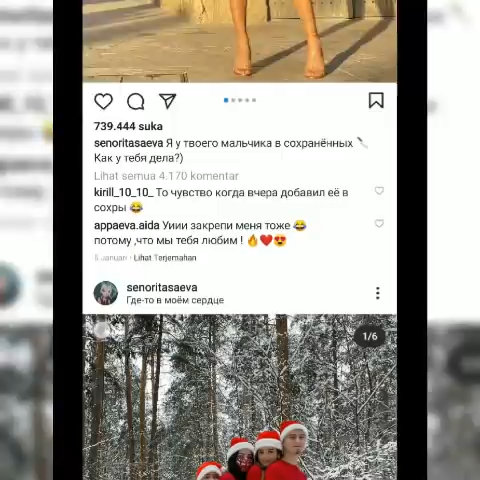 739.444 suka
senoritasaeva Я у твоего мальчика в сохранённых 🔪
Как у тебя дела?)
Lihat semua 4.170 komentar
kirill_10_10_ То чувство когда вчера добавил её в
сохры 😂
appaeva.aida Уиии закрепи меня тоже 😂
потому ,что мы тебя любим ! 🔥❤️😍
5 Januari · Lihat Terjemahan
senoritasaeva
Где-то в моём сердце
1/6